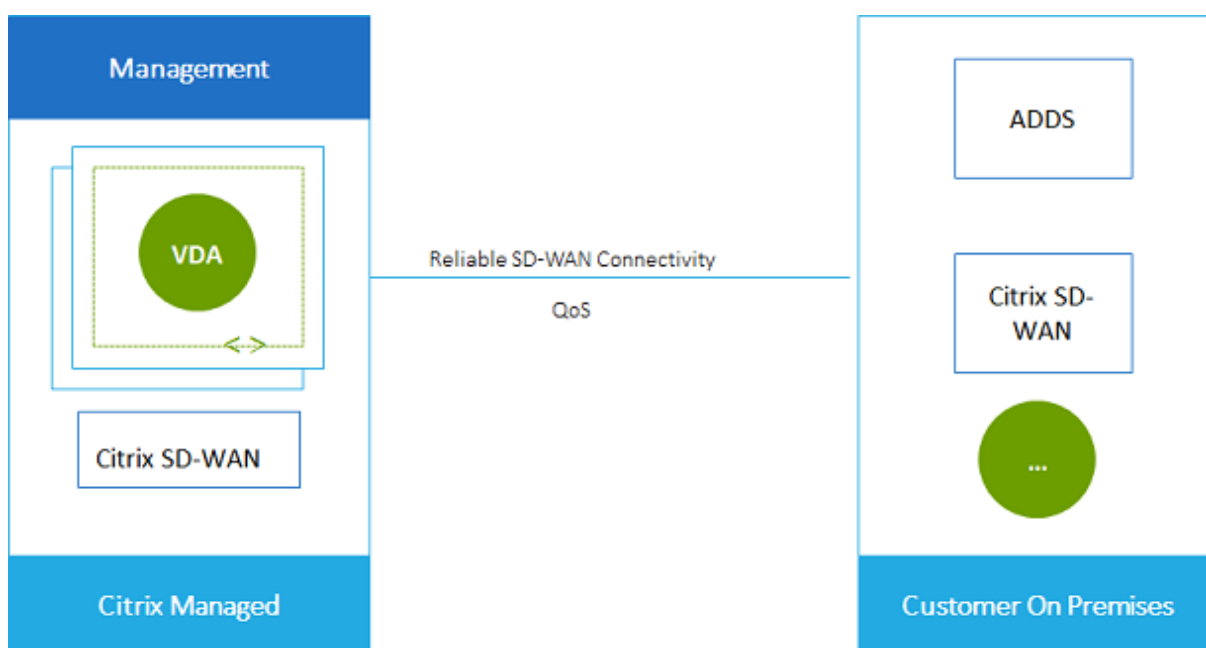 Management
VDA
< >
Citrix SD-WAN
Citrix Managed
Reliable SD-WAN Connectivity
QoS
ADDS
Citrix SD-
WAN
...
Customer On Premises